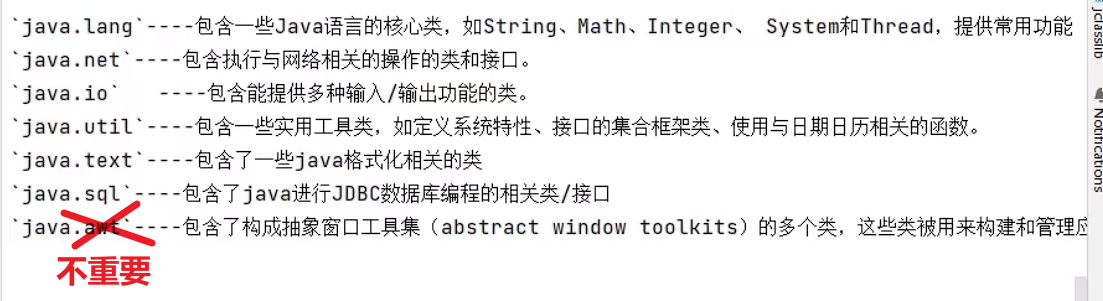 `java.lang`----包含一些Java语言的核心类，如String、Math、Integer、 System和Thread，提供常用功能
`java.net`----包含执行与网络相关的操作的类和接口。
`java.io`   ----包含能提供多种输入/输出功能的类。
`java.util`----包含一些实用工具类，如定义系统特性、接口的集合框架类、使用与日期日历相关的函数。
`java.text`----包含了一些java格式化相关的类
`java.sql`----包含了java进行JDBC数据库编程的相关类/接口
`java.awt`----包含了构成抽象窗口工具集（abstract window toolkits）的多个类，这些类被用来构建和管理应
不重要
jclasslib
Notifications